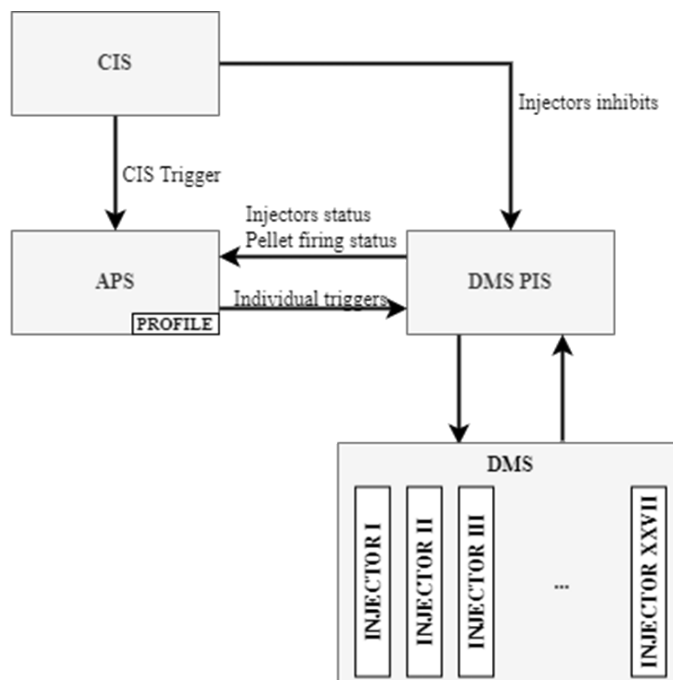 CIS
Injectors inhibits
CIS Trigger
Injectors status
Pellet firing status
APS
DMS PIS
Individual triggers
PROFILE
DMS
INJECTOR I
INJECTOR II
INJECTOR III
...
INJECTOR XXVII